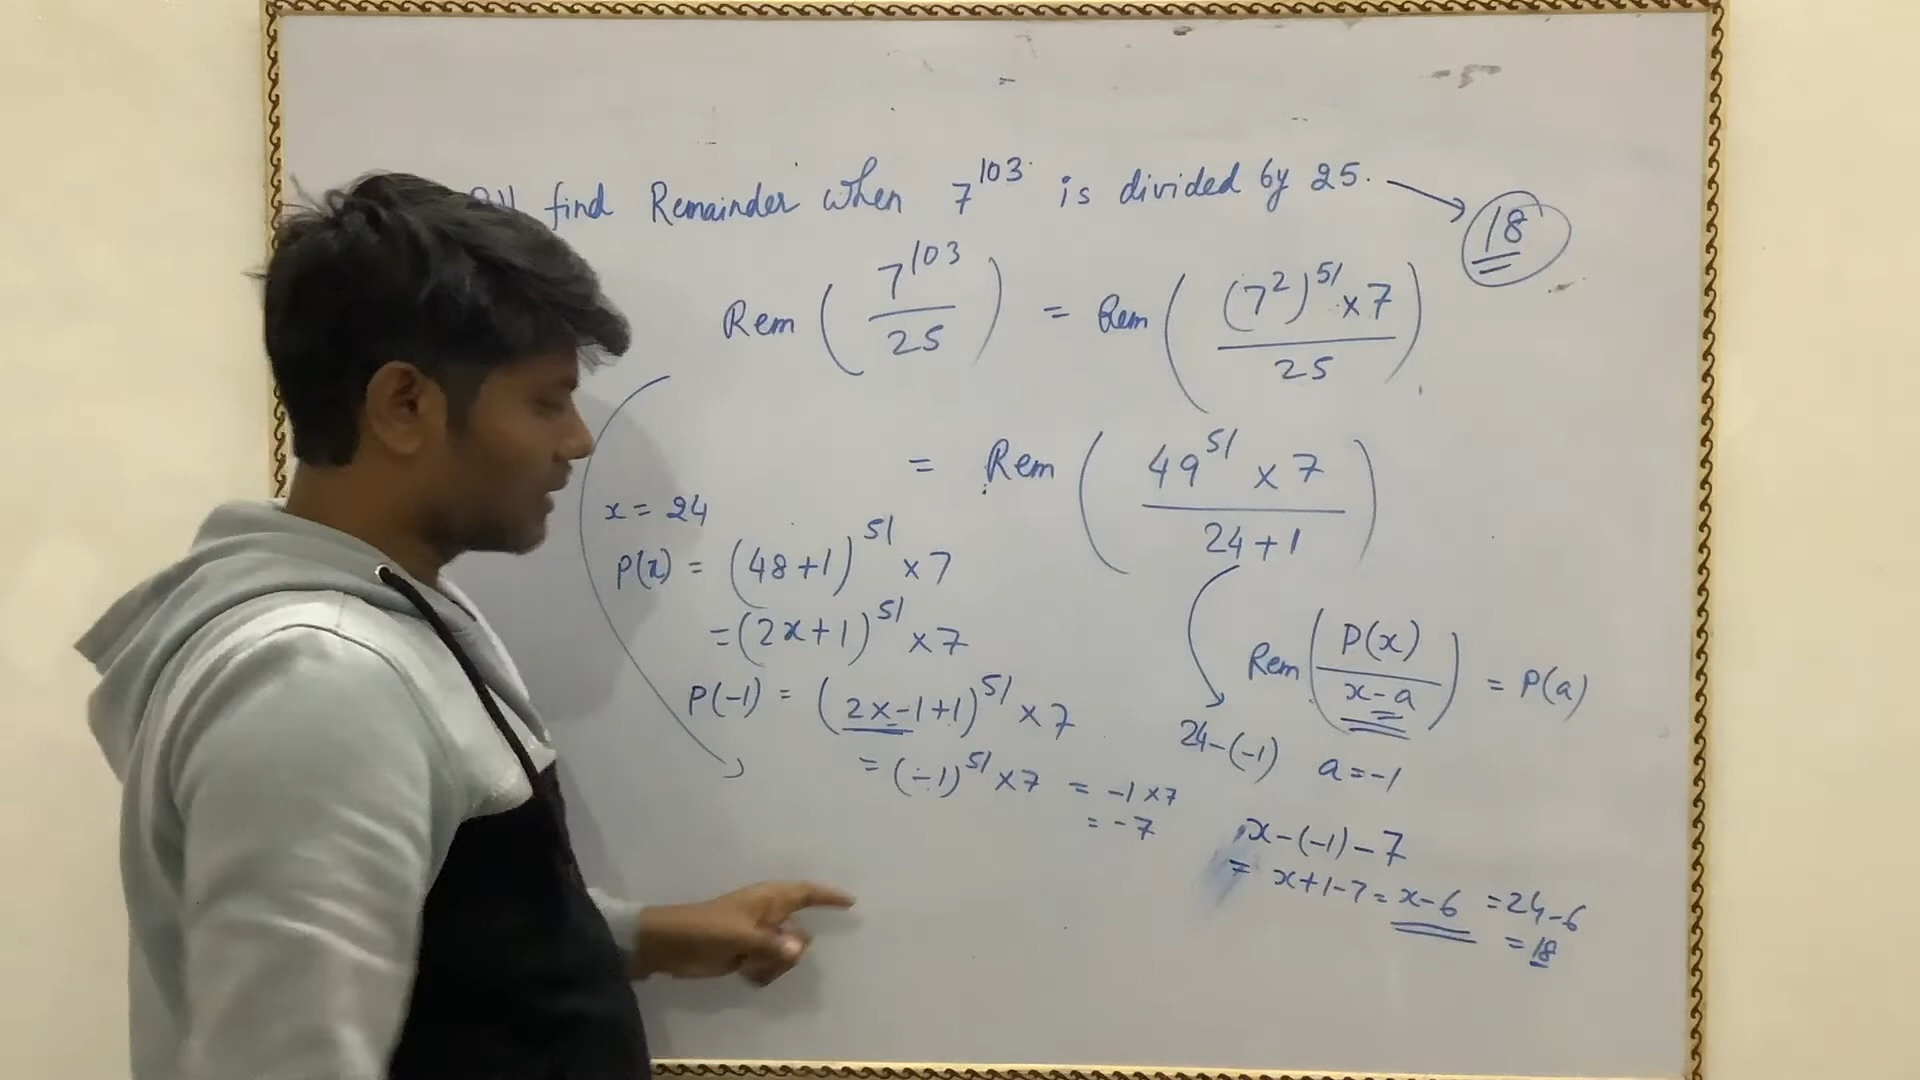 find Remainder when 7^103 is divided by 25. → 18
Rem (7^103 / 25) = Rem ((7^2)^51 × 7 / 25)
= Rem (49^51 × 7 / 24+1)
x = 24
P(x) = (48+1)^51 × 7
= (2x+1)^51 × 7
P(-1) = (2x-1+1)^51 × 7
= (-1)^51 × 7 = -1 × 7
= -7
Rem (P(x) / x-a) = P(a)
24-(-1) a=-1
x-(-1)-7
= x+1-7 = x-6 = 24-6
= 18